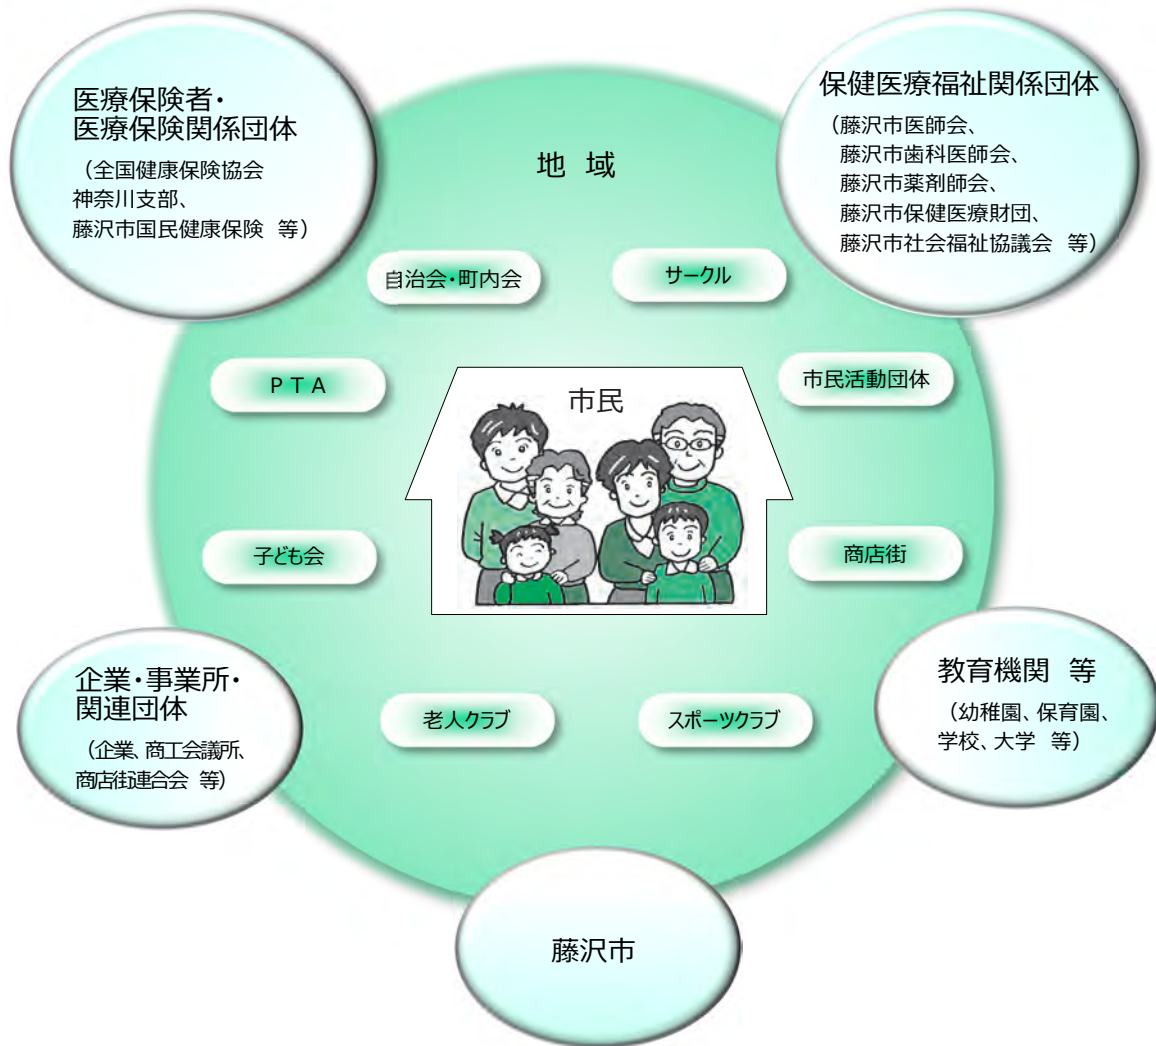 医療保険者・
医療保険関係団体
（全国健康保険協会
神奈川支部、
藤沢市国民健康保険 等）
保健医療福祉関係団体
（藤沢市医師会、
藤沢市歯科医師会、
藤沢市薬剤師会、
藤沢市保健医療財団、
藤沢市社会福祉協議会 等）
地 域
自治会・町内会
サークル
ＰＴＡ
市民活動団体
市民
子ども会
商店街
企業・事業所・
関連団体
（企業、商工会議所、
商店街連合会 等）
老人クラブ
スポーツクラブ
教育機関 等
（幼稚園、保育園、
学校、大学 等）
藤沢市